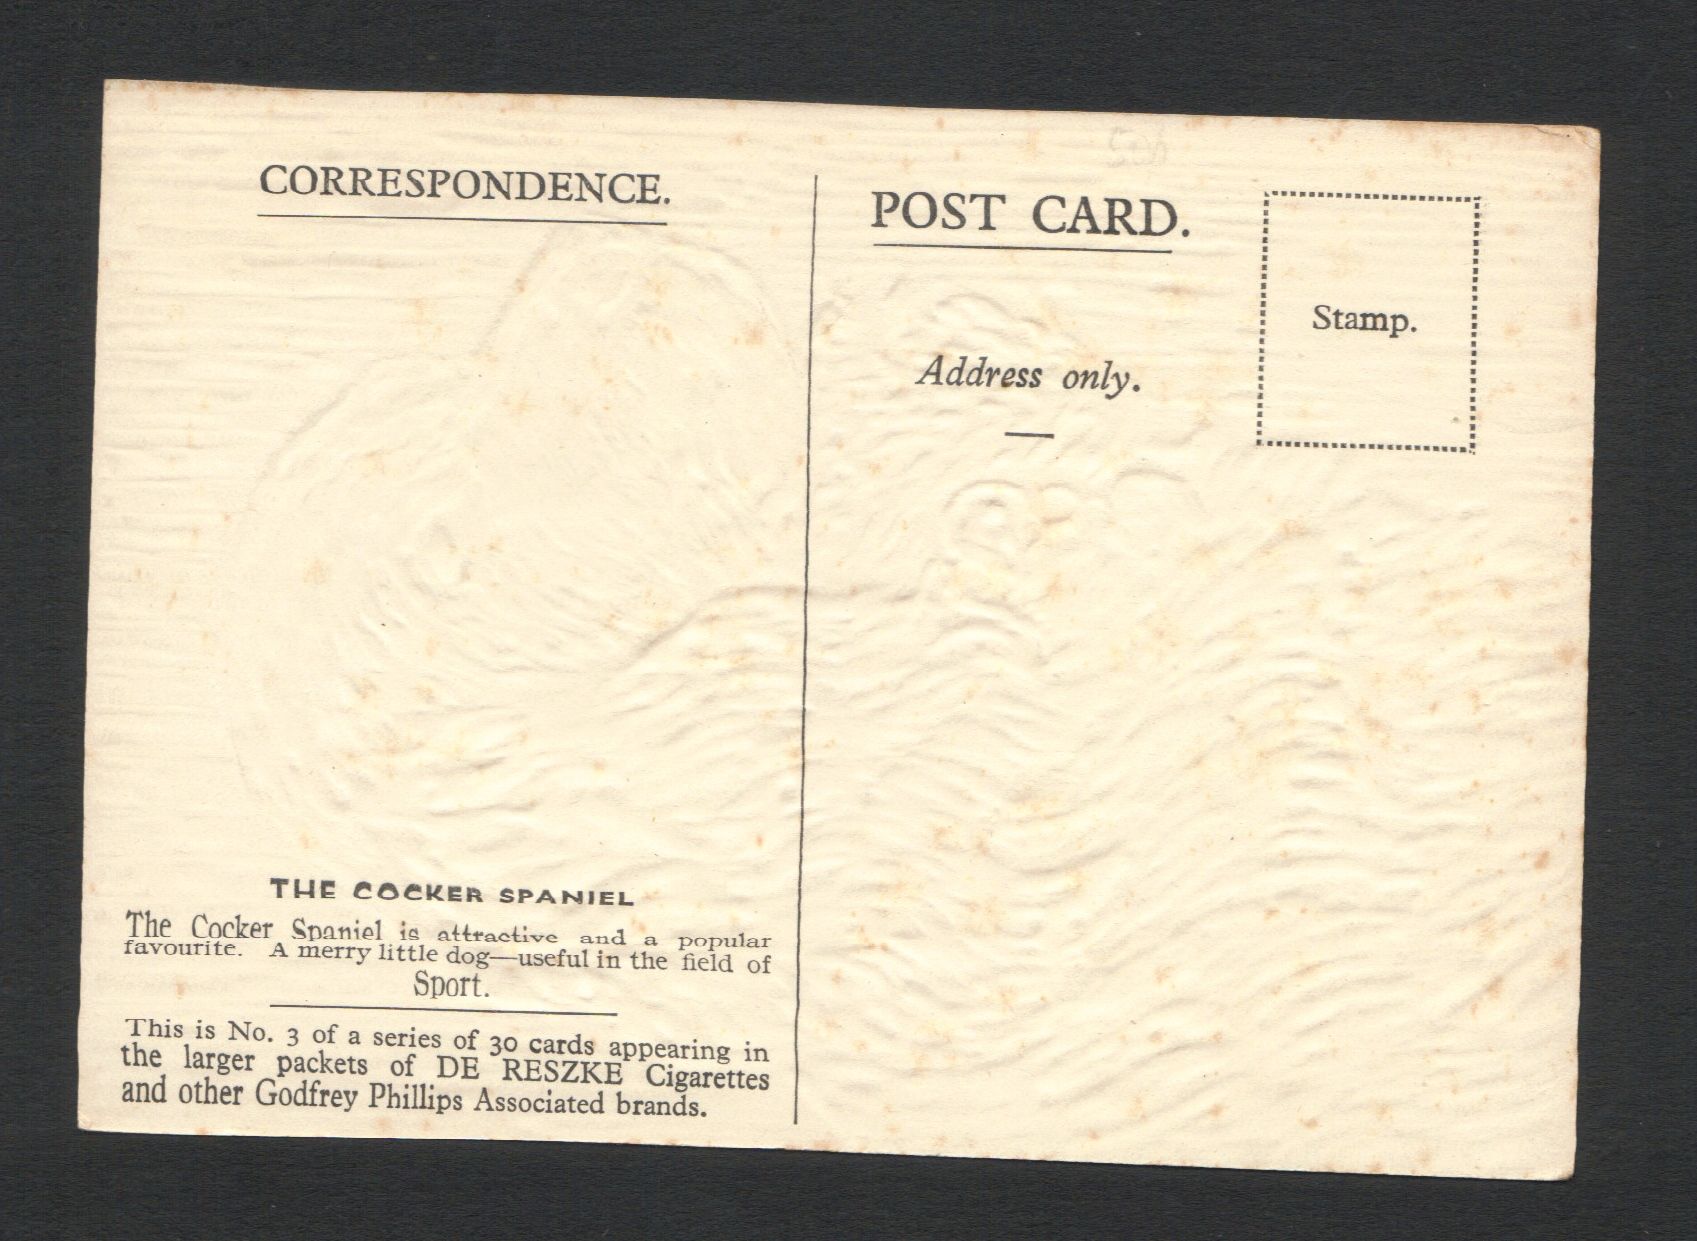 CORRESPONDENCE.
POST CARD.
Stamp.
Address only.
THE COCKER SPANIEL
The Cocker Spaniel is attractive and a popular
favourite. A merry little dog—useful in the field of
Sport.
This is No. 3 of a series of 30 cards appearing in
the larger packets of DE RESZKE Cigarettes
and other Godfrey Phillips Associated brands.